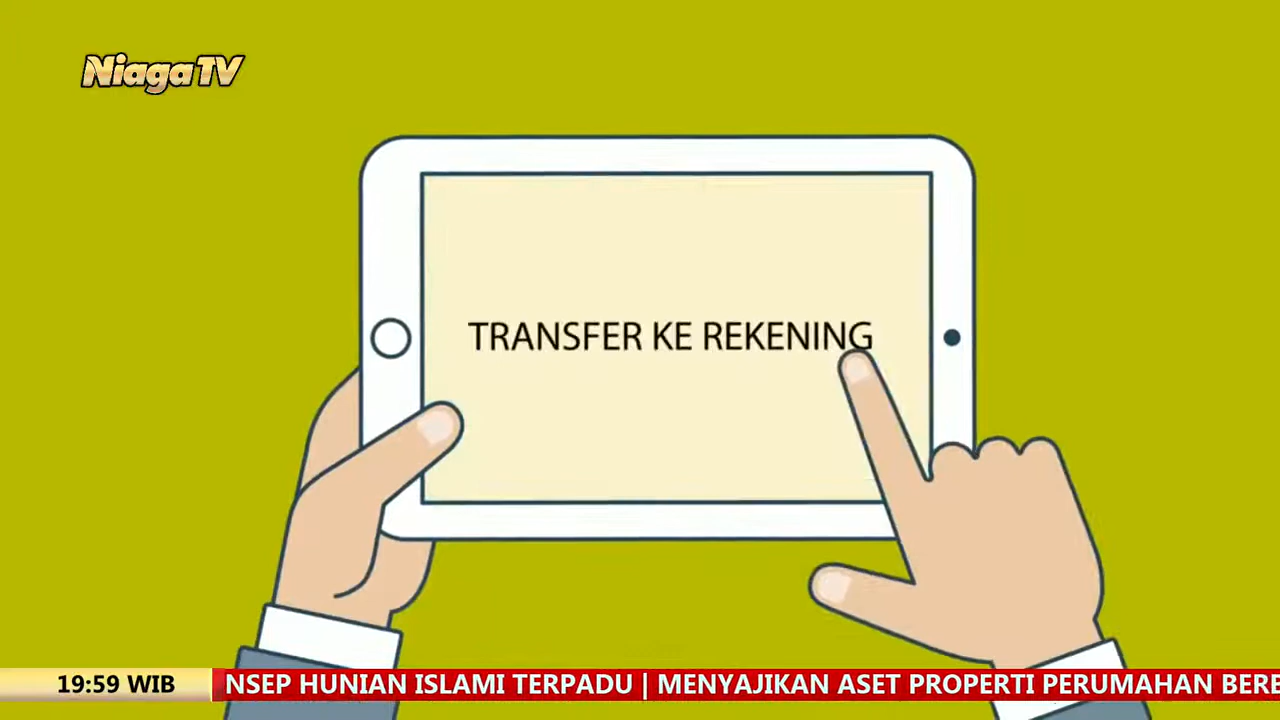 NiagaTV
TRANSFER KE REKENING
19:59 WIB
NSEP HUNIAN ISLAMI TERPADU | MENYAJIKAN ASET PROPERTI PERUMAHAN BERE